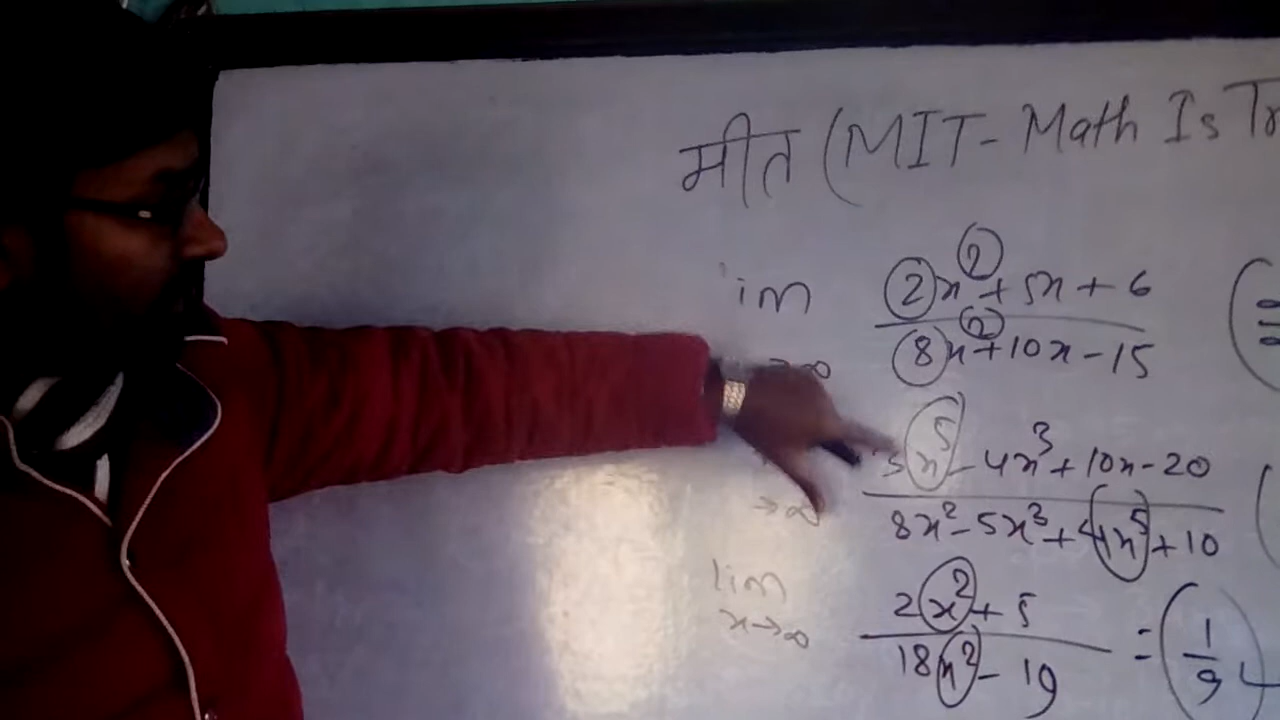 मीत (MIT- Math Is Tr
im 2x²+5x+6 / 8x²+10x-15
→∞
5x⁵-4x³+10x-20 / 8x²-5x³+4x⁵+10
→∞
lim 2x²+5 / 18x²-19 = 1/9
x→∞